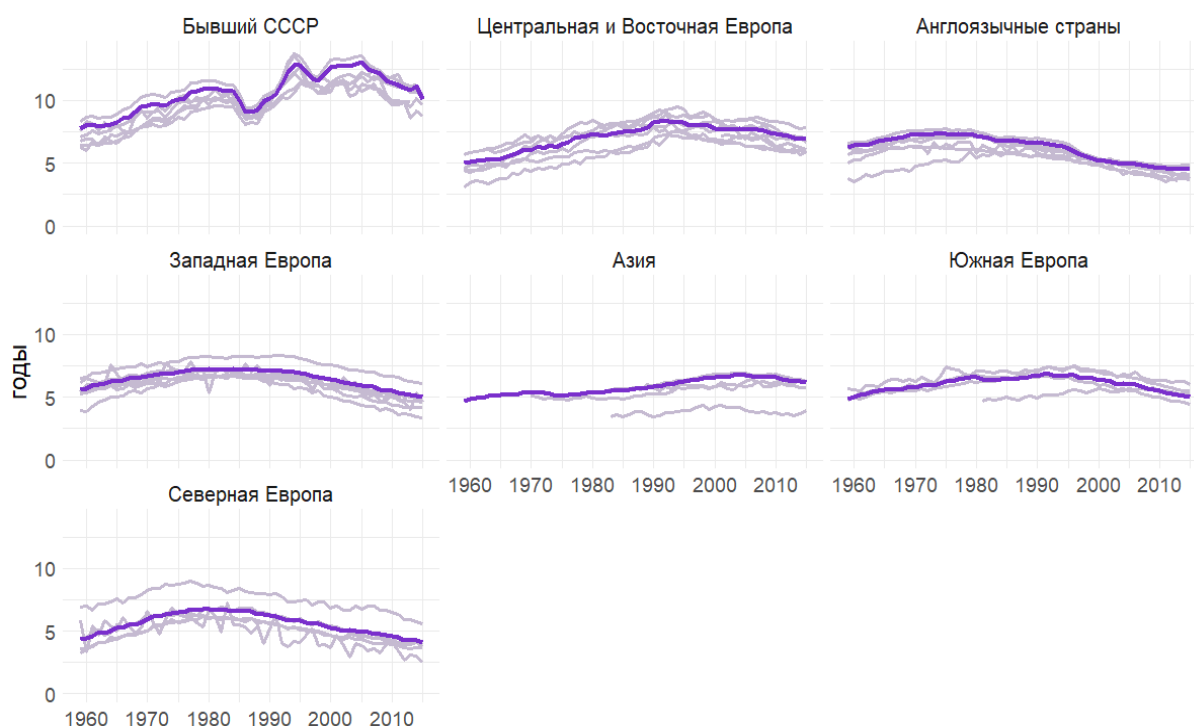 Бывший СССР
Центральная и Восточная Европа
Англоязычные страны
10
5
0
Западная Европа
Азия
Южная Европа
10
5
0
годы
1960 1970 1980 1990 2000 2010
1960 1970 1980 1990 2000 2010
Северная Европа
10
5
0
1960 1970 1980 1990 2000 2010